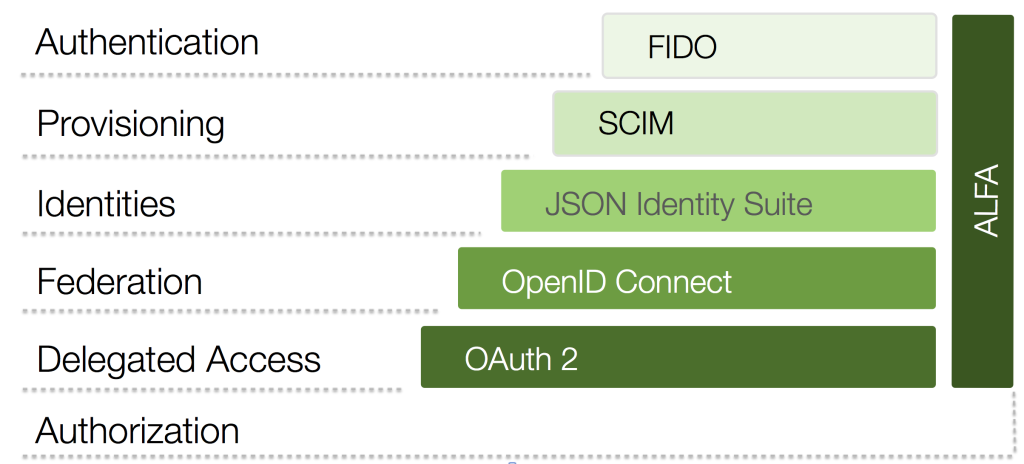 Authentication
FIDO
Provisioning
SCIM
Identities
JSON Identity Suite
Federation
OpenID Connect
Delegated Access
OAuth 2
Authorization
ALFA